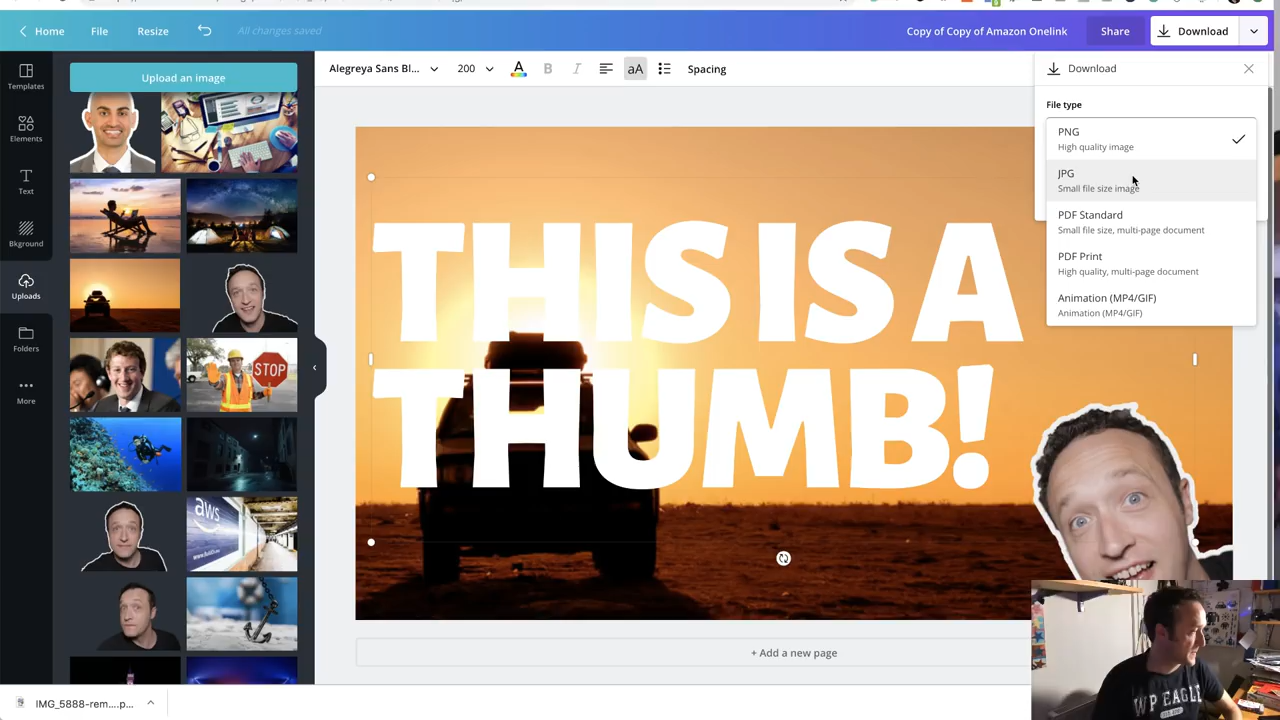 Home
File
Resize
All changes saved
Copy of Copy of Amazon Onelink
Share
Download
Templates
Elements
Text
Bkground
Uploads
Folders
More
Upload an image
STOP
aws
Alegreya Sans Bl...
200
A
B
I
aA
Spacing
Download
File type
PNG
High quality image
JPG
Small file size image
PDF Standard
Small file size, multi-page document
PDF Print
High quality, multi-page document
Animation (MP4/GIF)
Animation (MP4/GIF)
THIS IS A
THUMB!
+ Add a new page
IMG_5888-rem....p...
WP EAGLE